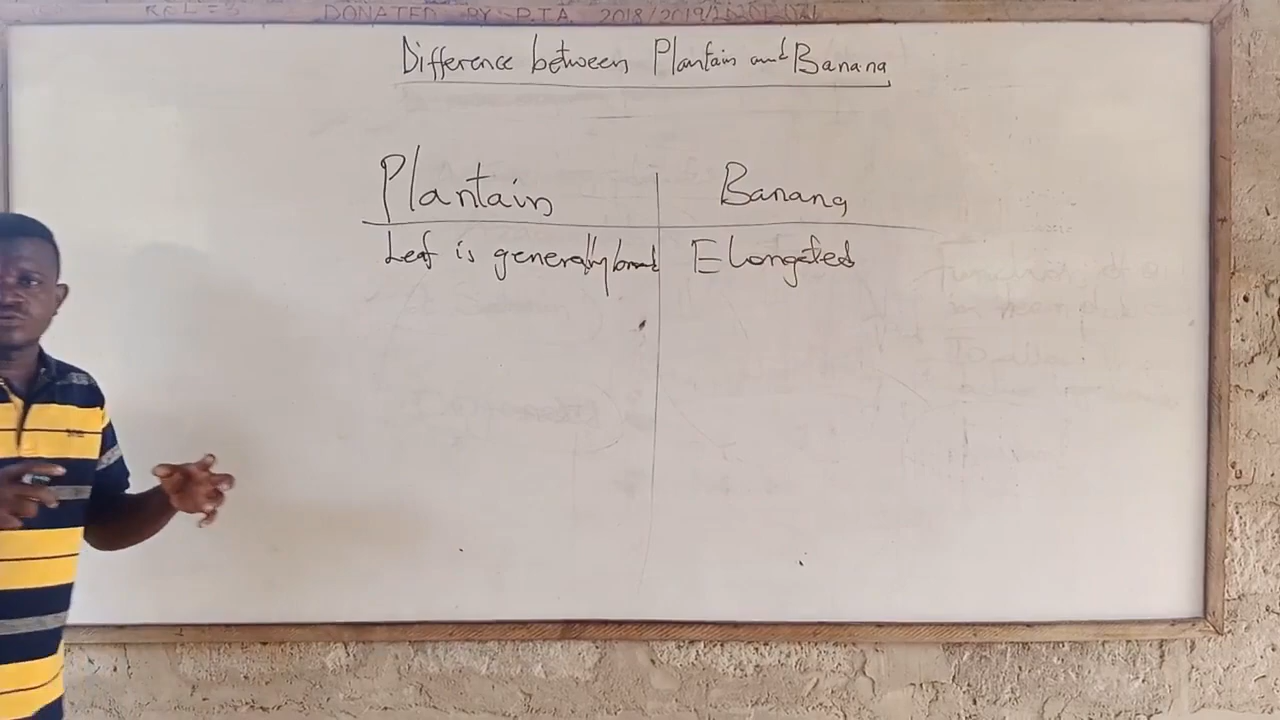 DONATED BY P.T.A. 2018/2019
Difference between Plantain and Banana
Plantain
Banana
Leaf is generally broad
Elongated